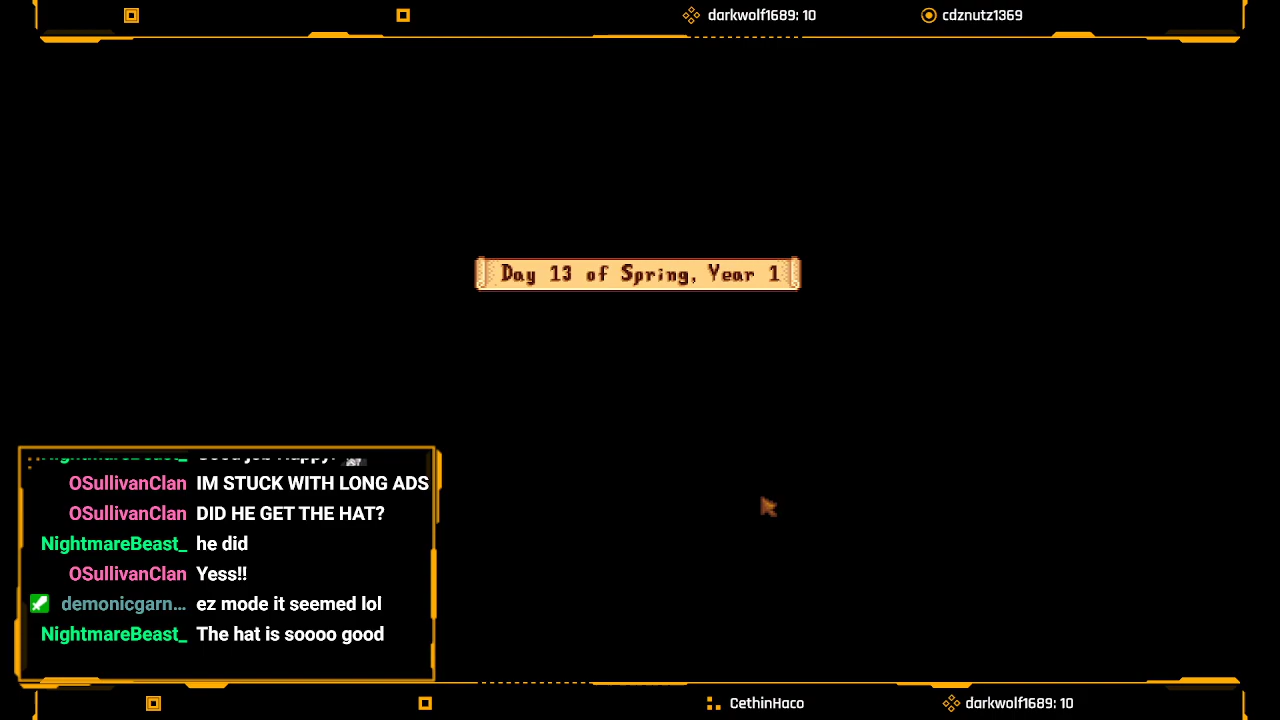 darkwolf1689: 10 cdznutz1369
Day 13 of Spring, Year 1
NightmareBeast_
OSullivanClan IM STUCK WITH LONG ADS
OSullivanClan DID HE GET THE HAT?
NightmareBeast_ he did
OSullivanClan Yess!!
demonicgarn... ez mode it seemed lol
NightmareBeast_ The hat is soooo good
CethinHaco darkwolf1689: 10